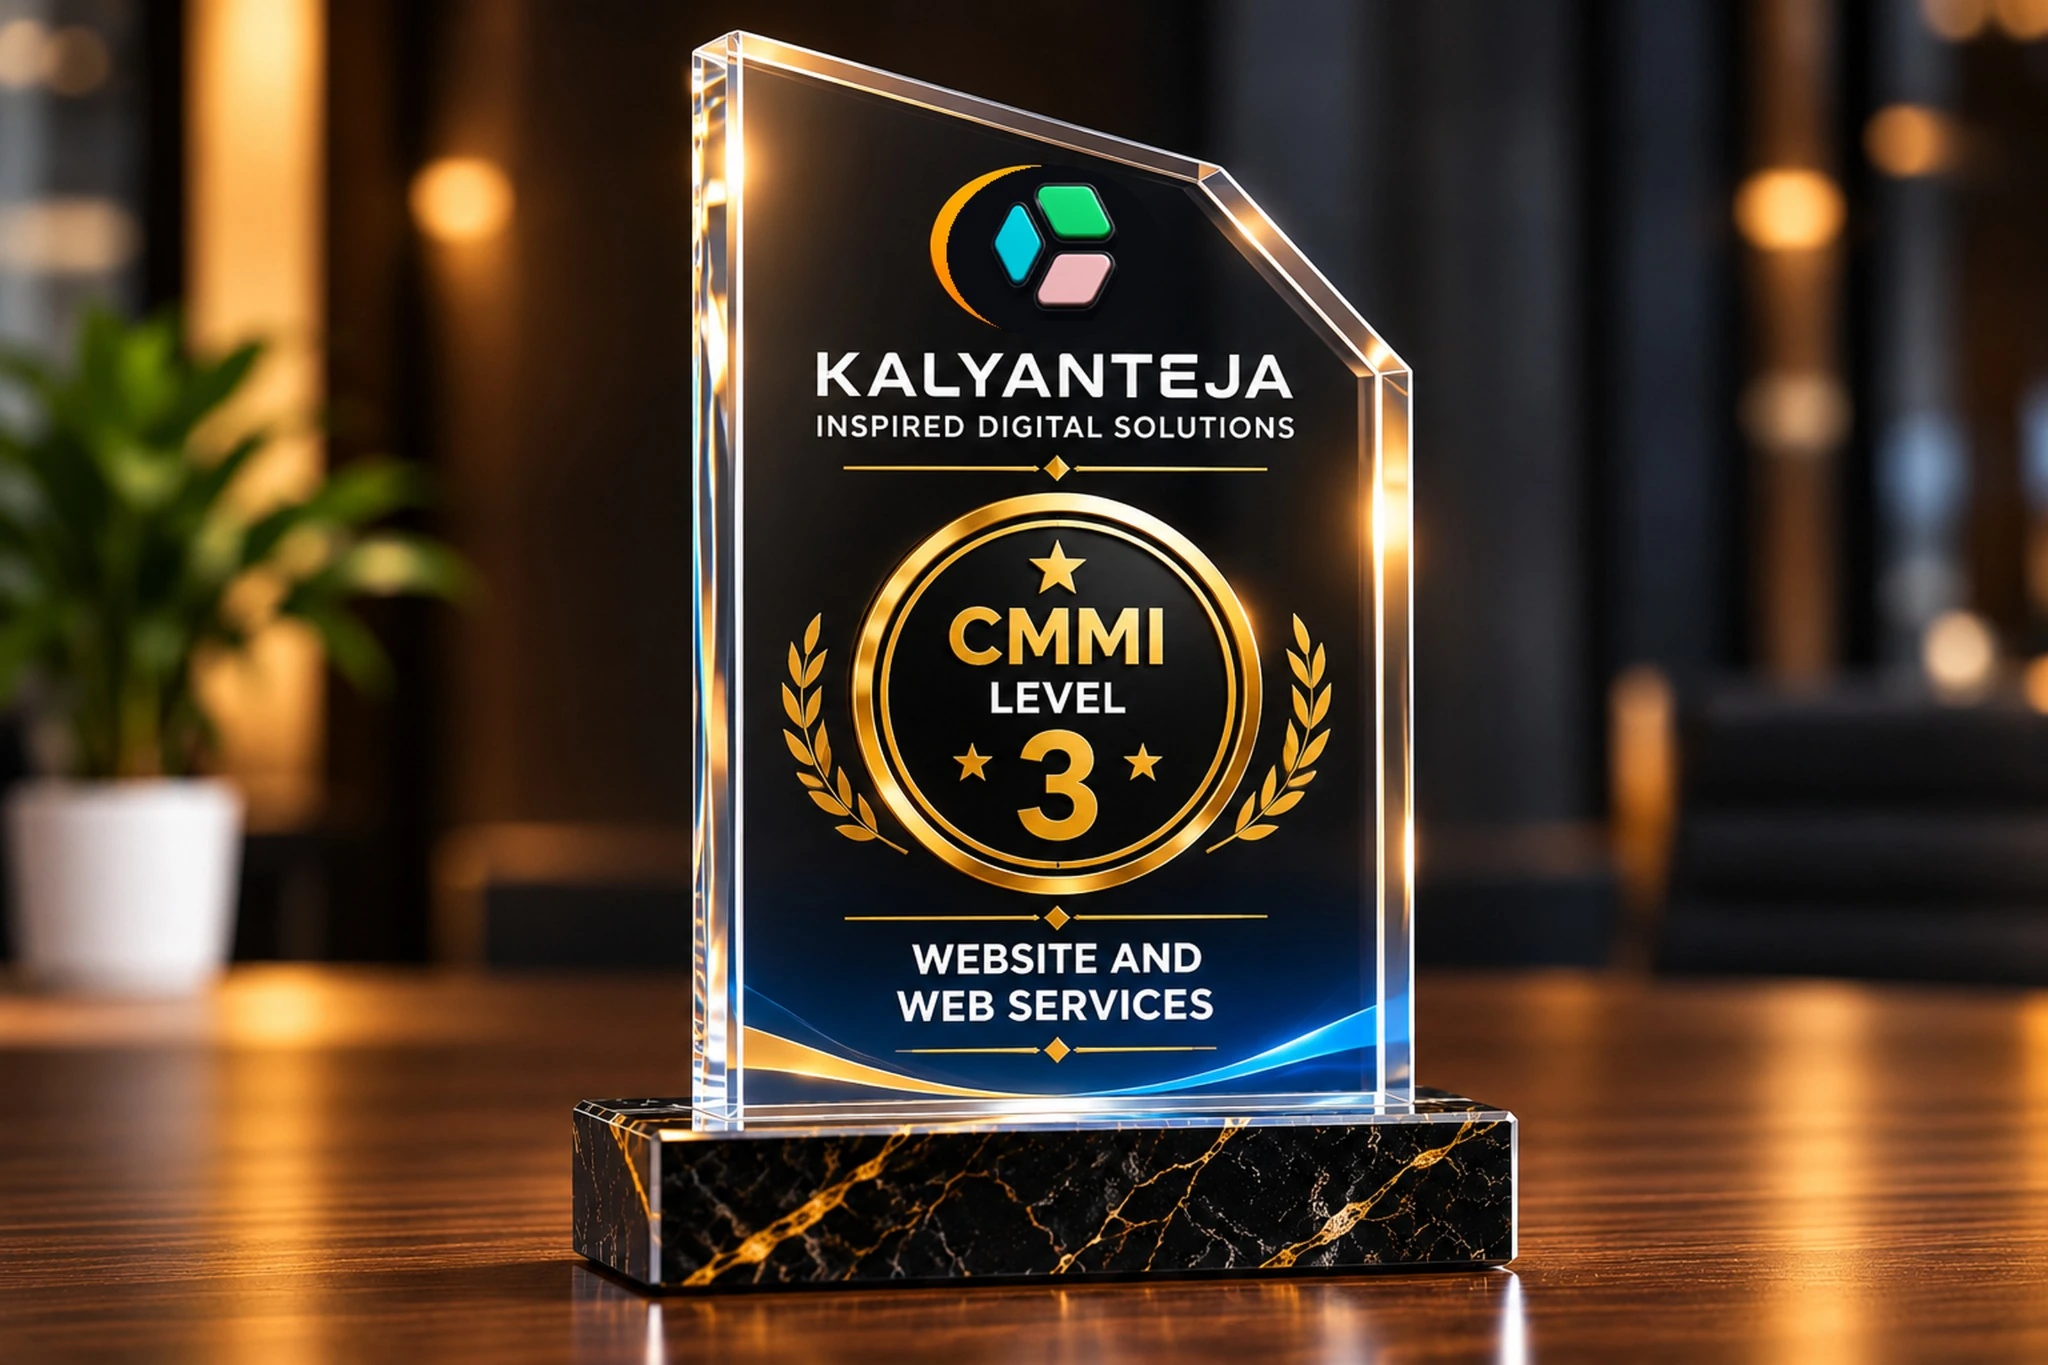 KALYANTEJA
INSPIRED DIGITAL SOLUTIONS
CMMI
LEVEL
3
WEBSITE AND
WEB SERVICES